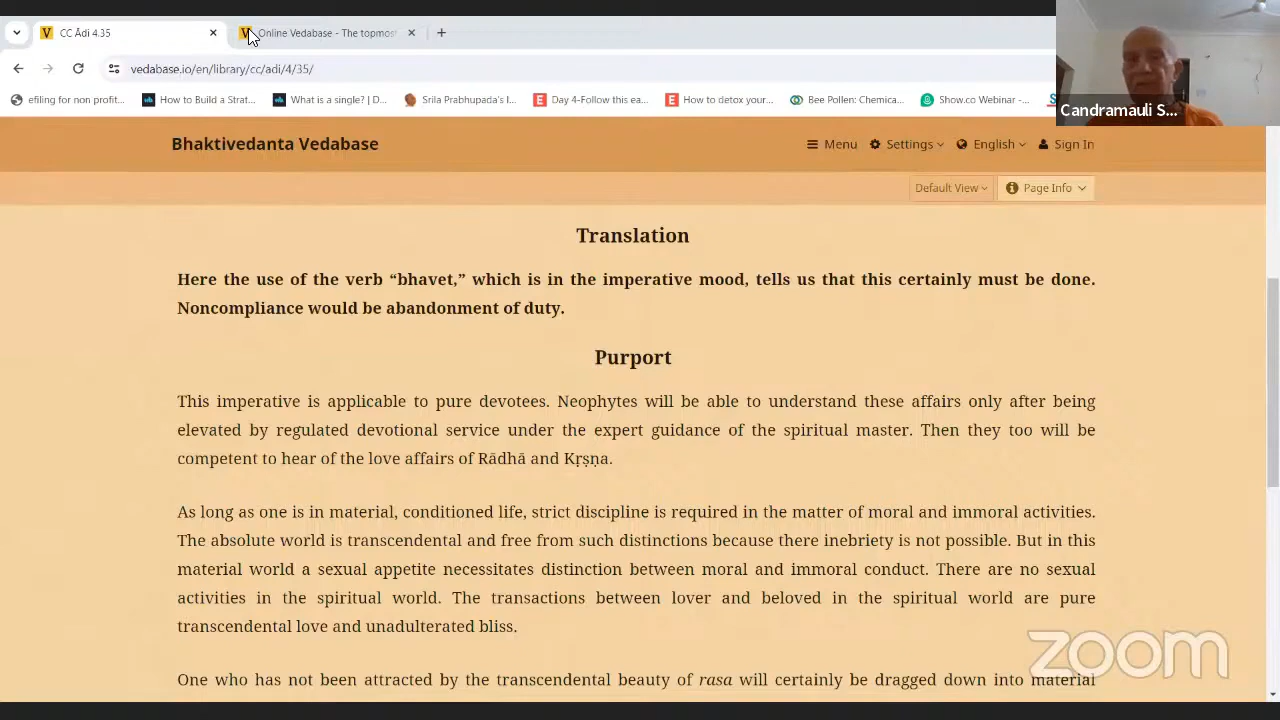 CC Ādi 4.35
Online Vedabase - The topmost
vedabase.io/en/library/cc/adi/4/35/
efiling for non profit... How to Build a Strat... What is a single? | D... Srila Prabhupada's l... Day 4-Follow this ea... How to detox your... Bee Pollen: Chemica... Show.co Webinar -...
Candramauli S...
Bhaktivedanta Vedabase
Menu Settings English Sign In
Default View Page Info
Translation
Here the use of the verb “bhavet,” which is in the imperative mood, tells us that this certainly must be done.
Noncompliance would be abandonment of duty.
Purport
This imperative is applicable to pure devotees. Neophytes will be able to understand these affairs only after being
elevated by regulated devotional service under the expert guidance of the spiritual master. Then they too will be
competent to hear of the love affairs of Rādhā and Kṛṣṇa.
As long as one is in material, conditioned life, strict discipline is required in the matter of moral and immoral activities.
The absolute world is transcendental and free from such distinctions because there inebriety is not possible. But in this
material world a sexual appetite necessitates distinction between moral and immoral conduct. There are no sexual
activities in the spiritual world. The transactions between lover and beloved in the spiritual world are pure
transcendental love and unadulterated bliss.
One who has not been attracted by the transcendental beauty of rasa will certainly be dragged down into material
zoom